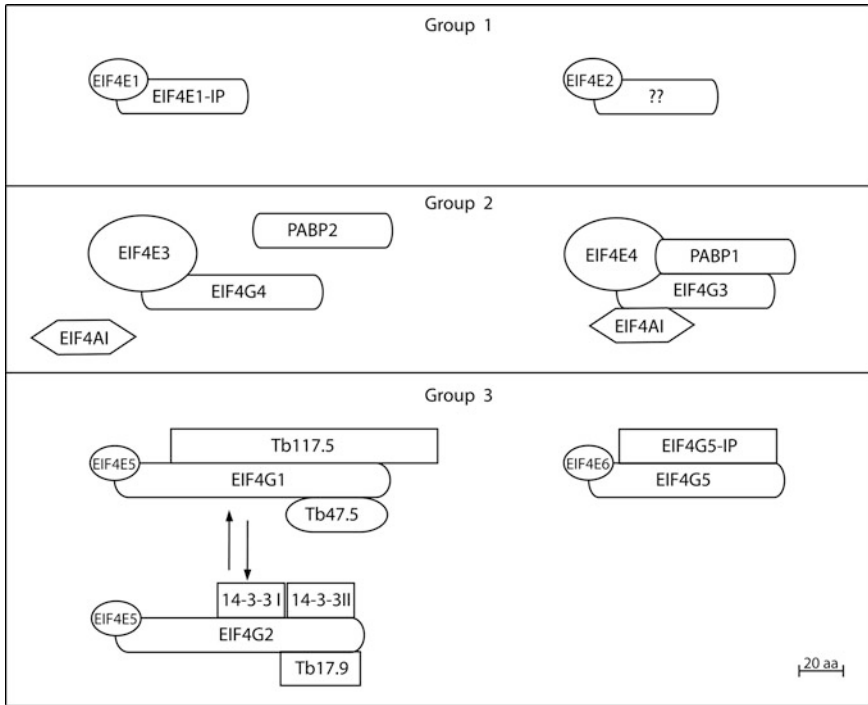 Group 1
EIF4E1
EIF4E1-IP
EIF4E2
??
Group 2
EIF4E3
PABP2
EIF4G4
EIF4AI
EIF4E4
PABP1
EIF4G3
EIF4AI
Group 3
Tb117.5
EIF4E5
EIF4G1
Tb47.5
EIF4G5-IP
EIF4E6
EIF4G5
14-3-3 I
14-3-3II
EIF4E5
EIF4G2
Tb17.9
20 aa